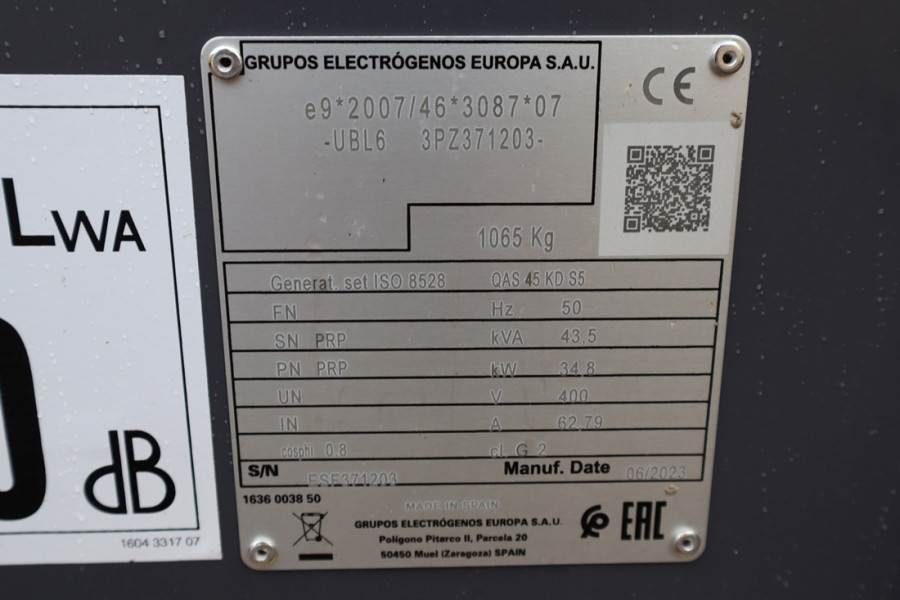 GRUPOS ELECTRÓGENOS EUROPA S.A.U.
e9*2007/46*3087*07
-UBL6 3PZ371203-
CE
1065 Kg
Generat. set ISO 8528 QAS 45 KD S5
FN Hz 50
SN PRP kVA 43,5
PN PRP kW 34,8
UN V 400
IN A 62,79
cosphi 0.8 cl. G 2
S/N ESF371203 Manuf. Date 06/2023
1636 0038 50
MADE IN SPAIN
GRUPOS ELECTRÓGENOS EUROPA S.A.U.
Polígono Pitarco II, Parcela 20
50450 Muel (Zaragoza) SPAIN
EAC
LWA
dB
1604 3317 07